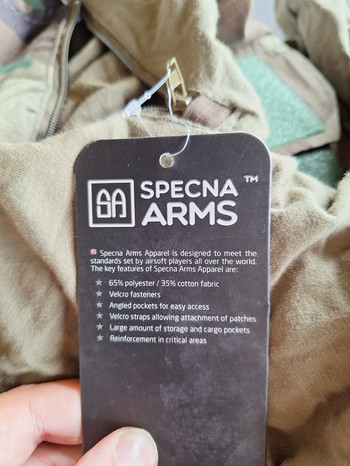 SA SPECNA ™
ARMS
Specna Arms Apparel is designed to meet the
standards set by airsoft players all over the world.
The key features of Specna Arms Apparel are:
65% polyester / 35% cotton fabric
Velcro fasteners
Angled pockets for easy access
Velcro straps allowing attachment of patches
Large amount of storage and cargo pockets
Reinforcement in critical areas